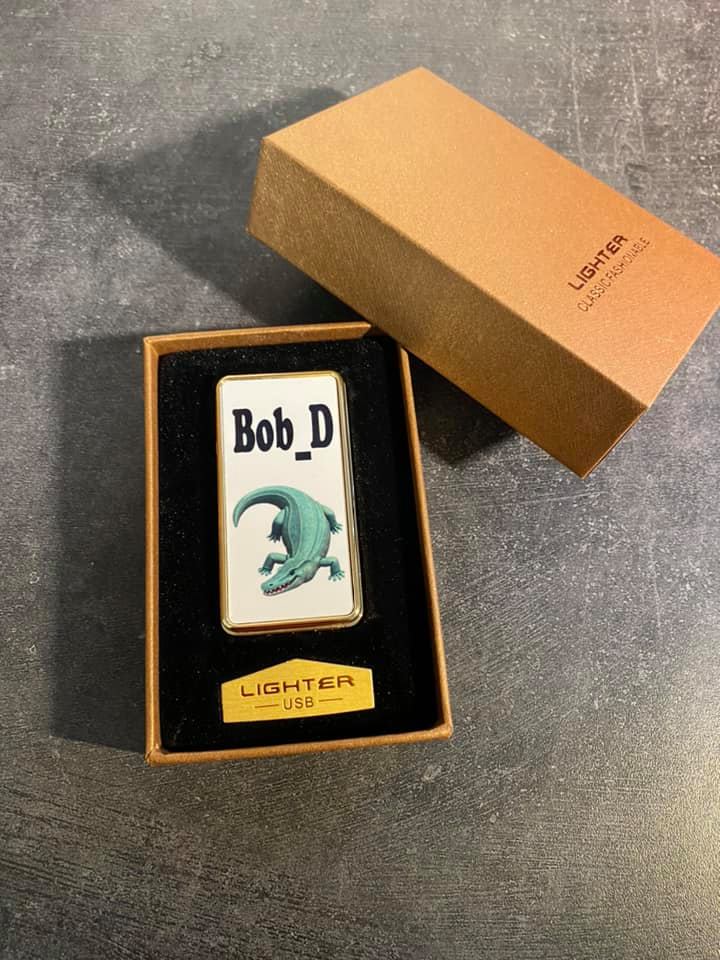 LIGHTER
CLASSIC FASHIONABLE
Bob_D
LIGHTER
USB